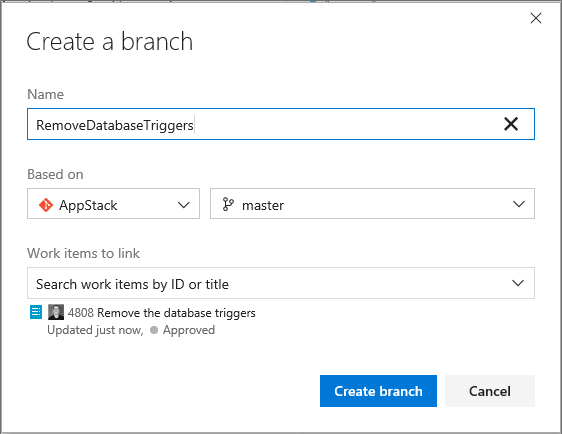 Create a branch
Name
RemoveDatabaseTriggers
Based on
AppStack
master
Work items to link
Search work items by ID or title
4808 Remove the database triggers
Updated just now, Approved
Create branch
Cancel